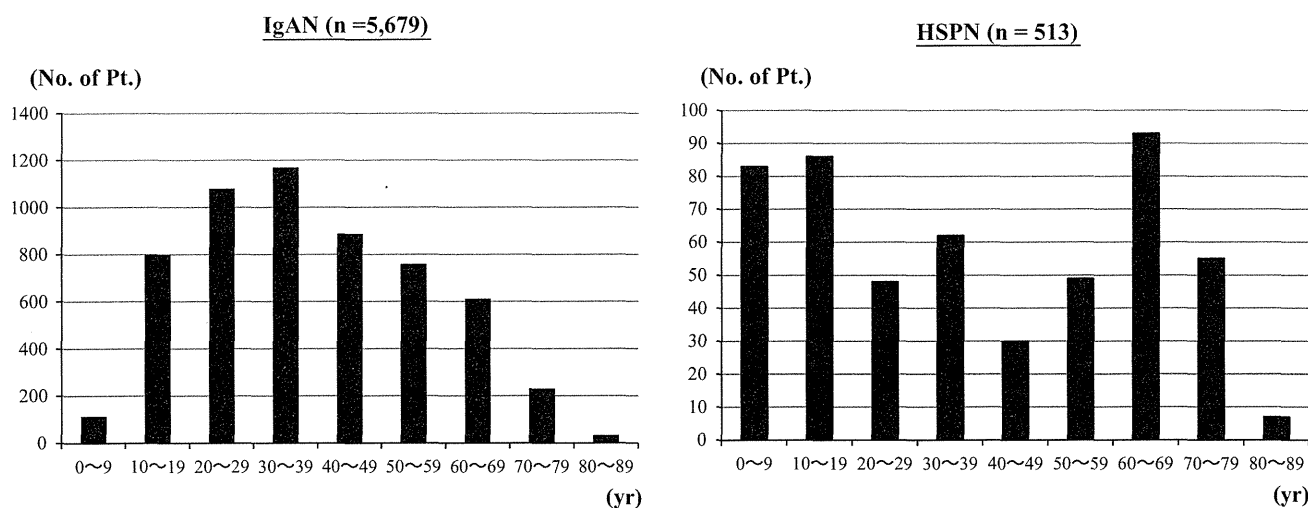 IgAN (n =5,679)
(No. of Pt.)
1400
1200
1000
800
600
400
200
0
0～9 10～19 20～29 30～39 40～49 50～59 60～69 70～79 80～89
(yr)
HSPN (n = 513)
(No. of Pt.)
100
90
80
70
60
50
40
30
20
10
0
0～9 10～19 20～29 30～39 40～49 50～59 60～69 70～79 80～89
(yr)